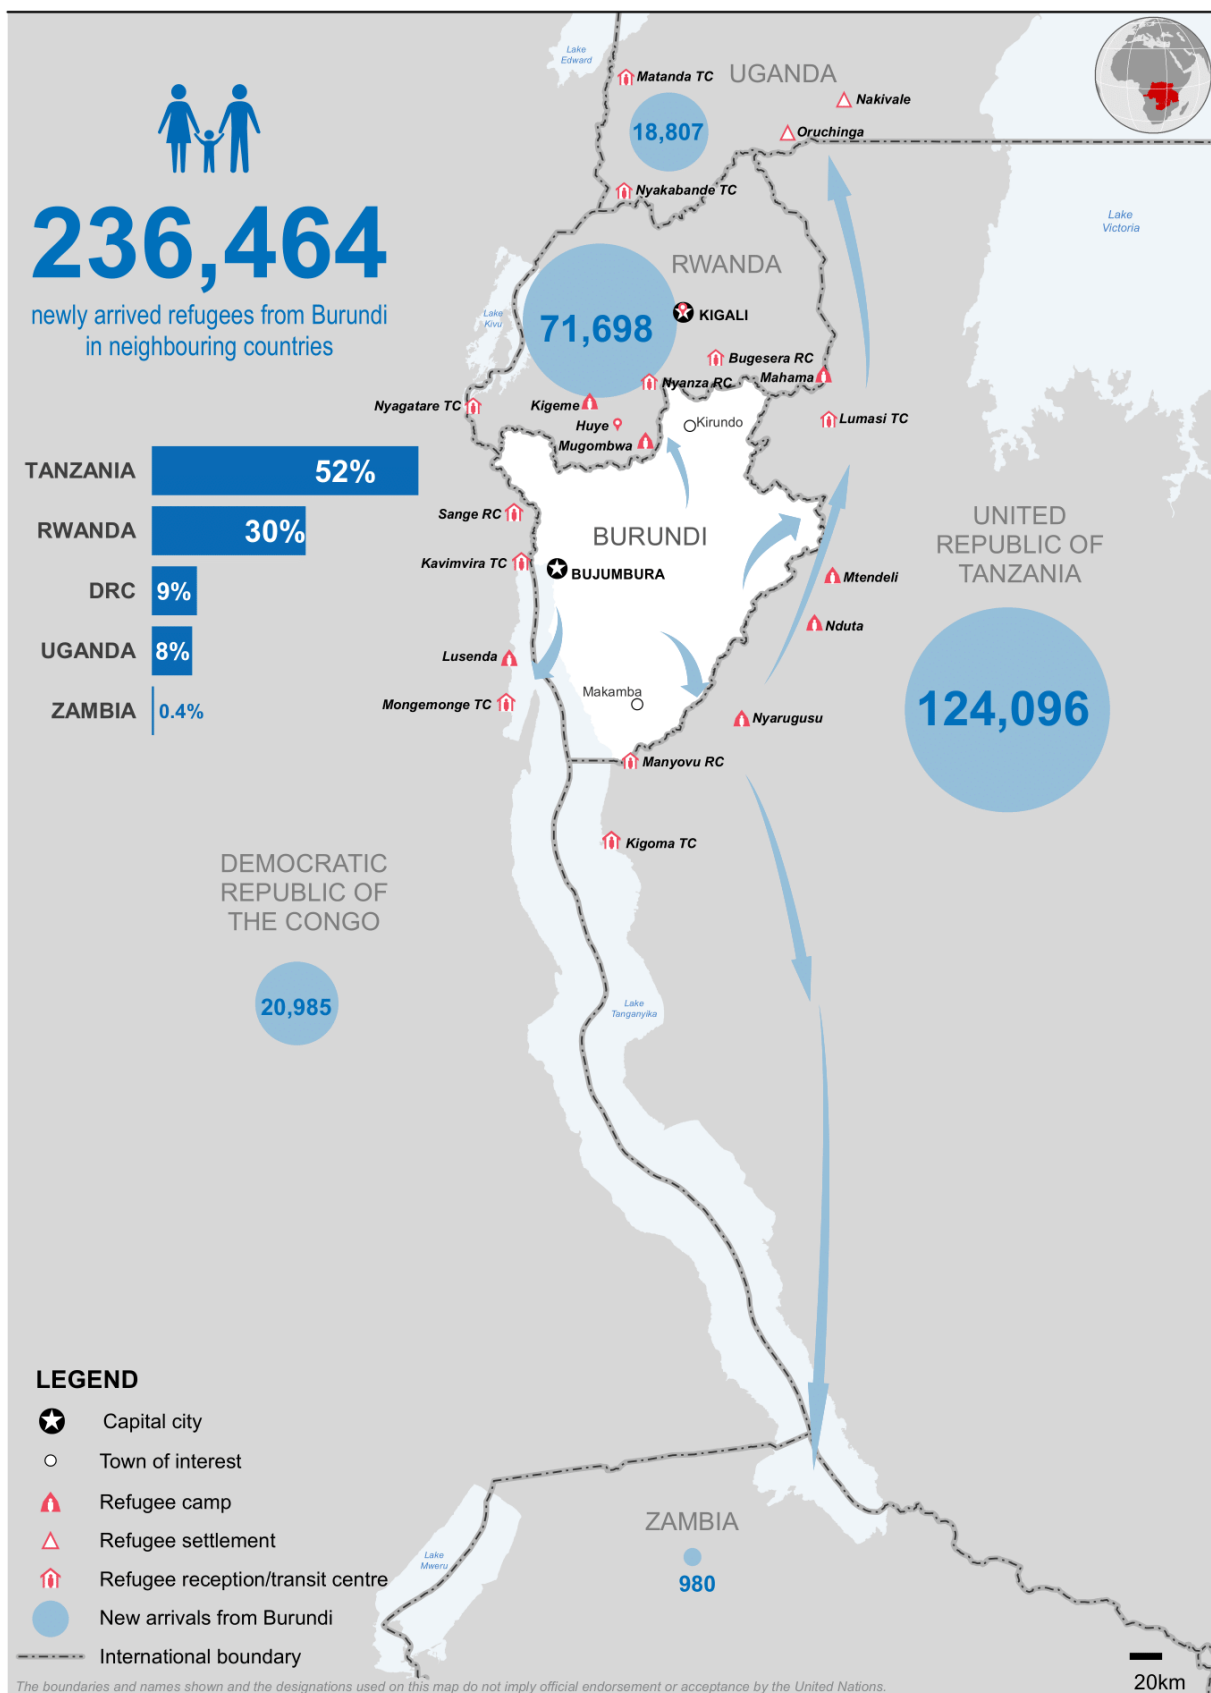 236,464
newly arrived refugees from Burundi
in neighbouring countries
TANZANIA 52%
RWANDA 30%
DRC 9%
UGANDA 8%
ZAMBIA 0.4%
Lake
Edward
Matanda TC
UGANDA
Nakivale
18,807
Oruchinga
Nyakabande TC
Lake
Victoria
RWANDA
Lake
Kivu
71,698
KIGALI
Bugesera RC
Nyanza RC
Mahama
Nyagatare TC
Kigeme
Huye
Kirundo
Lumasi TC
Mugombwa
Sange RC
BURUNDI
UNITED
REPUBLIC OF
TANZANIA
Kavimvira TC
BUJUMBURA
Mtendeli
Nduta
Lusenda
Makamba
Mongemonge TC
Nyarugusu
124,096
Manyovu RC
Kigoma TC
DEMOCRATIC
REPUBLIC OF
THE CONGO
20,985
Lake
Tanganyika
LEGEND
Capital city
Town of interest
Refugee camp
Refugee settlement
Refugee reception/transit centre
New arrivals from Burundi
International boundary
ZAMBIA
980
Lake
Mweru
20km
The boundaries and names shown and the designations used on this map do not imply official endorsement or acceptance by the United Nations.